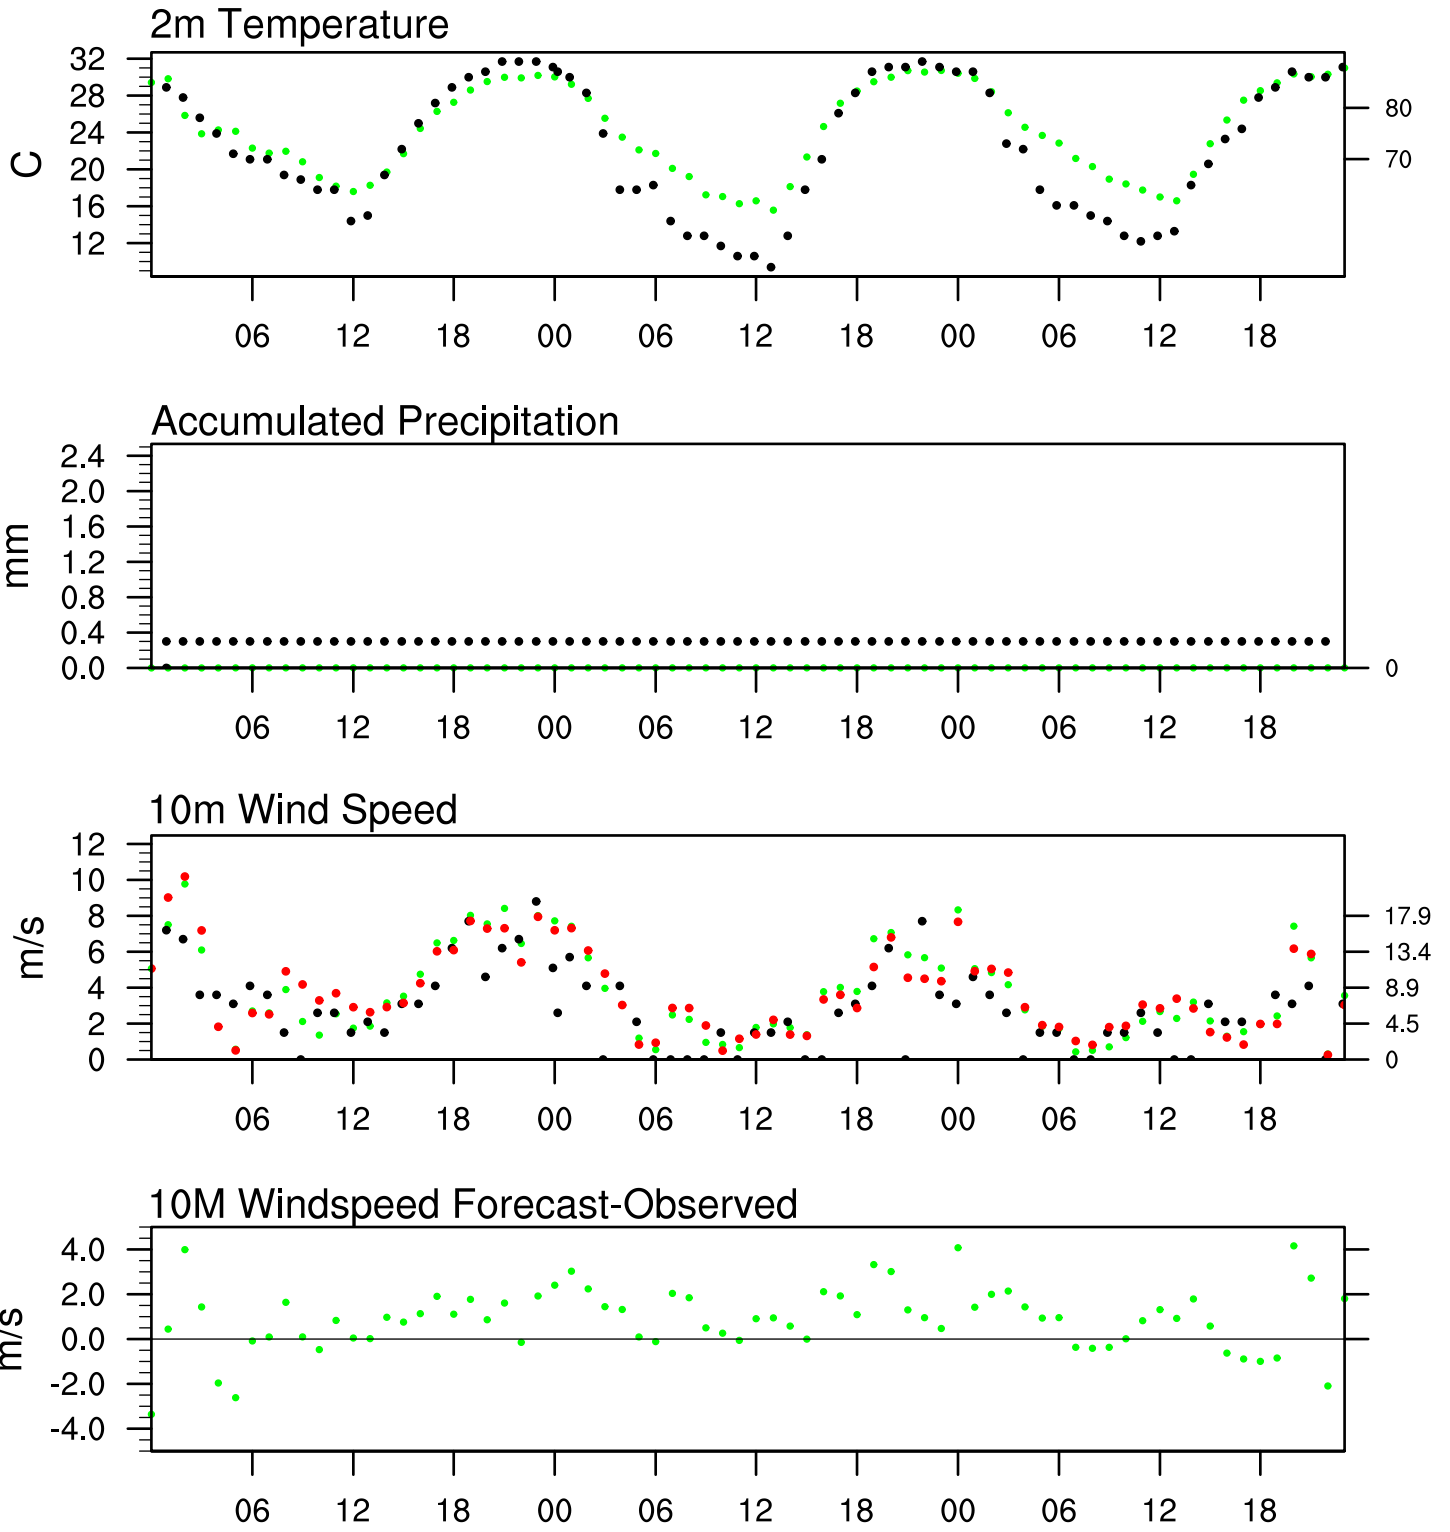 2m Temperature
32
28
24
20
16
12
C
80
70
06 12 18 00 06 12 18 00 06 12 18
Accumulated Precipitation
2.4
2.0
1.6
1.2
0.8
0.4
0.0
mm
0
06 12 18 00 06 12 18 00 06 12 18
10m Wind Speed
12
10
8
6
4
2
0
m/s
17.9
13.4
8.9
4.5
0
06 12 18 00 06 12 18 00 06 12 18
10M Windspeed Forecast-Observed
4.0
2.0
0.0
-2.0
-4.0
m/s
06 12 18 00 06 12 18 00 06 12 18